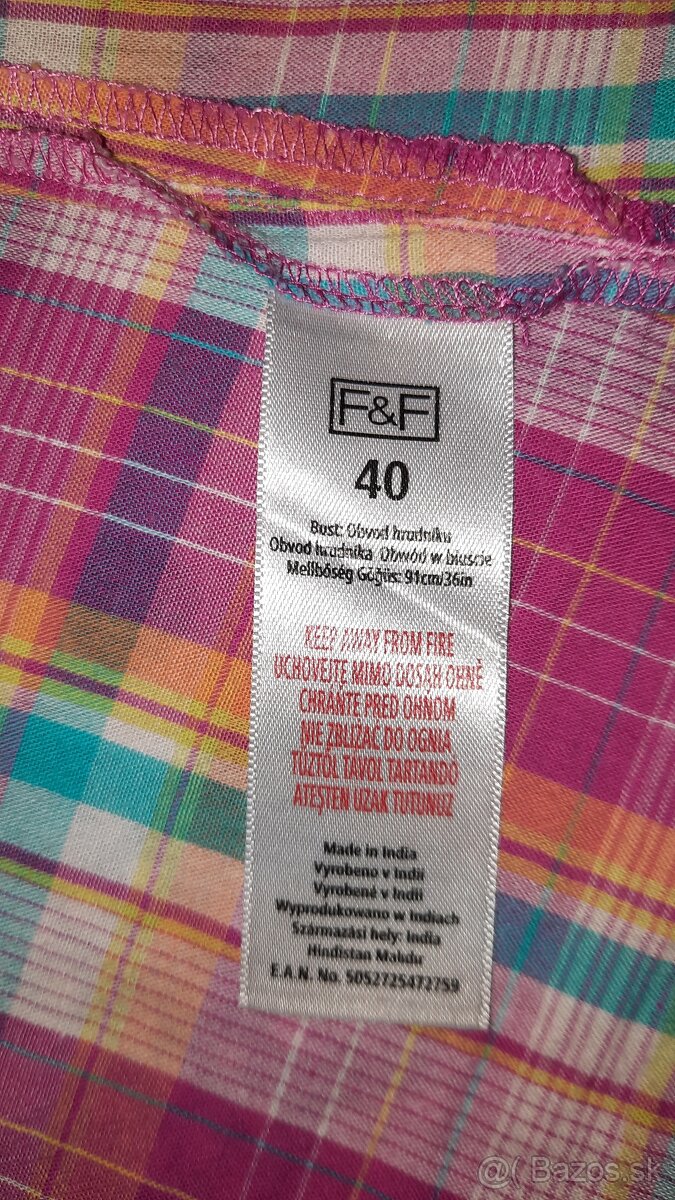 F&F
40
Bust: Obvod hrudníku
Obvod hrudníka Obwód w biuście
Mellbőség Göğüs: 91cm/36in
KEEP AWAY FROM FIRE
UCHOVEJTE MIMO DOSAH OHNĚ
CHRÁŇTE PRED OHŇOM
NIE ZBLIŻAĆ DO OGNIA
TŰZTŐL TÁVOL TARTANDÓ
ATEŞTEN UZAK TUTUNUZ
Made in India
Vyrobeno v Indii
Vyrobené v Indii
Wyprodukowano w Indiach
Származási hely: India
Hindistan Malıdır
E.A.N. No. 5052725472759
@( Bazos.sk